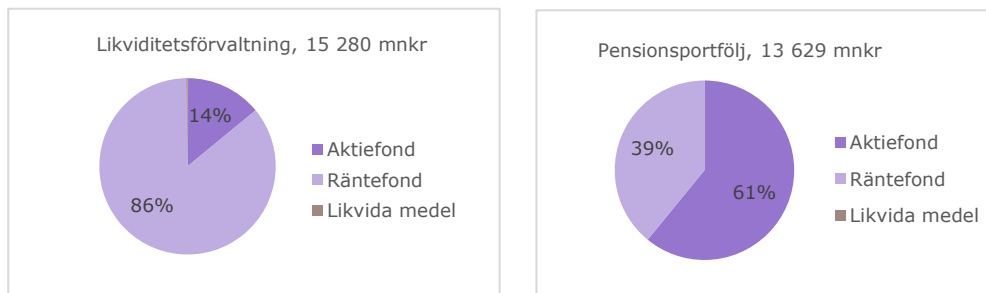 Likviditetsförvaltning, 15 280 mnkr
14%
86%
Aktiefond
Räntefond
Likvida medel
Pensionsportfölj, 13 629 mnkr
39%
61%
Aktiefond
Räntefond
Likvida medel